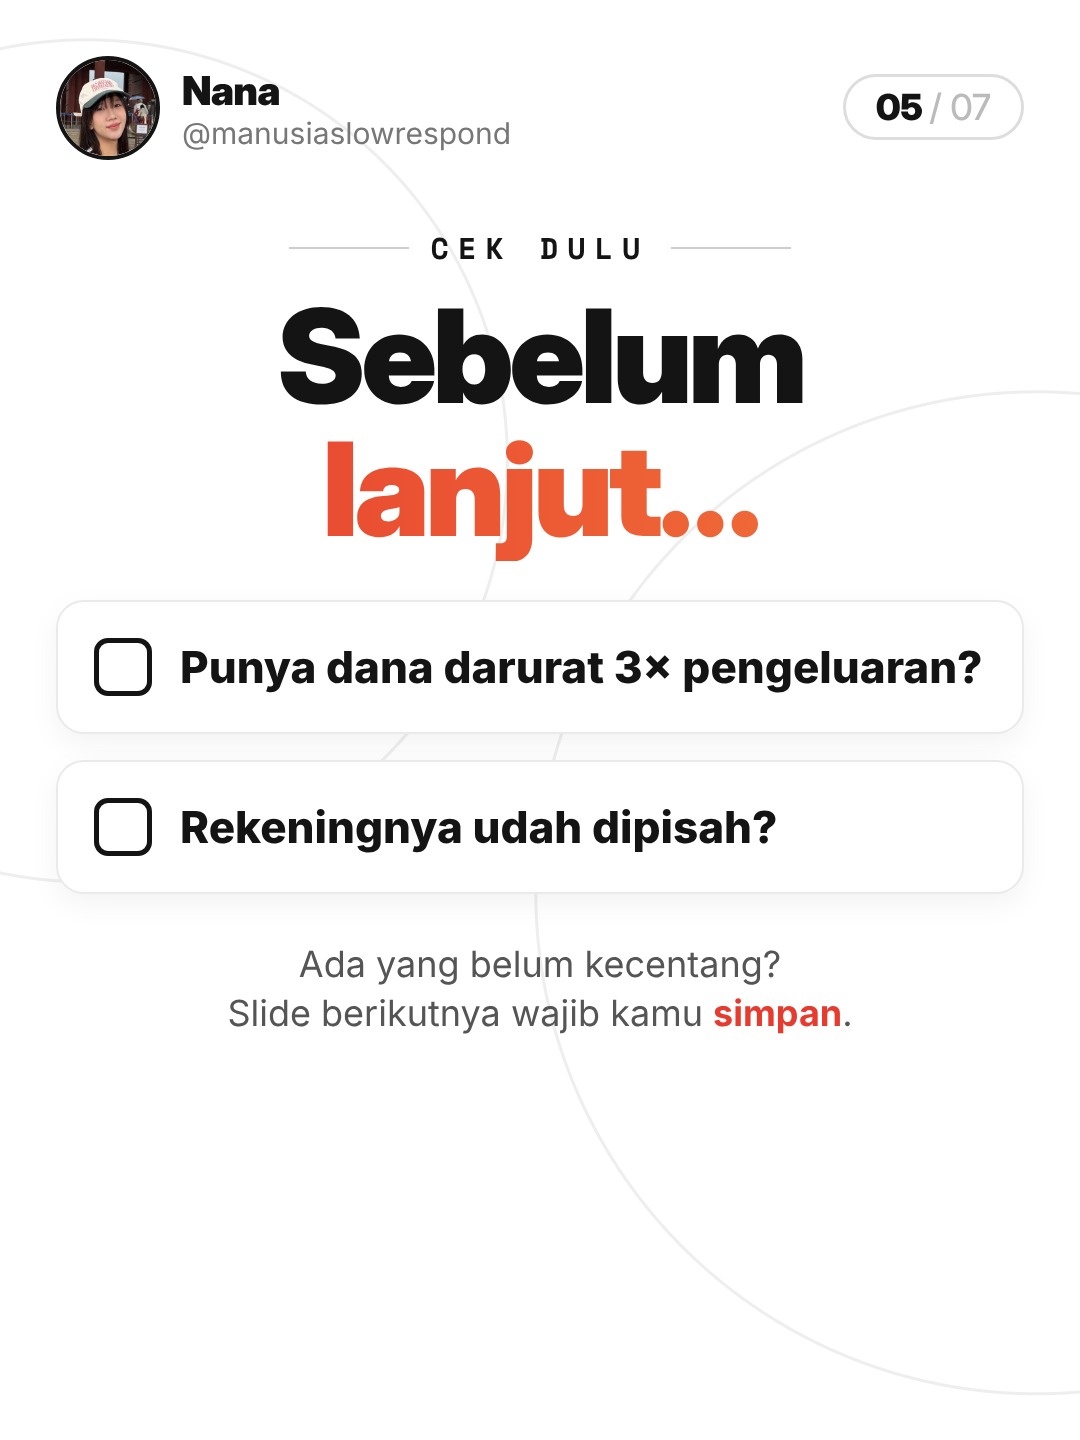 Nana
@manusiaslowrespond
05 / 07
CEK DULU
Sebelum
lanjut...
Punya dana darurat 3× pengeluaran?
Rekeningnya udah dipisah?
Ada yang belum kecentang?
Slide berikutnya wajib kamu simpan.